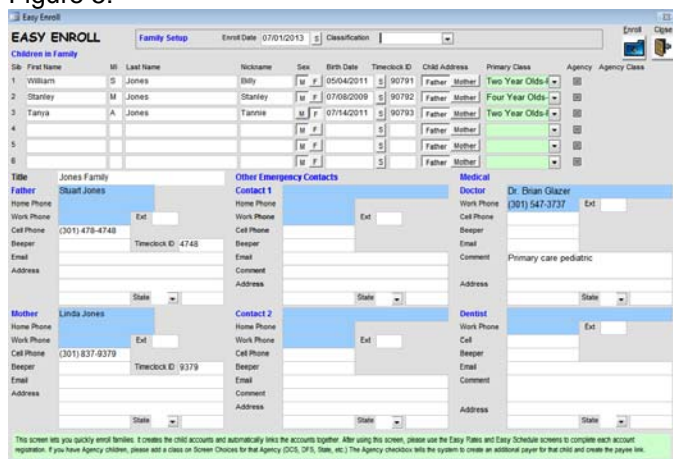 Figure 8.
Easy Enroll
EASY ENROLL Family Setup Enroll Date 07/01/2013 S Classification Enroll Close
Children in Family
Sib First Name MI Last Name Nickname Sex Birth Date Timeclock ID Child Address Primary Class Agency Agency Class
1 William S Jones Billy M F 05/04/2011 S 90791 Father Mother Two Year Olds-
2 Stanley M Jones Stanley M F 07/08/2009 S 90792 Father Mother Four Year Olds-
3 Tanya A Jones Tannie M F 07/14/2011 S 90793 Father Mother Two Year Olds-
4 M F S Father Mother
5 M F S Father Mother
6 M F S Father Mother
Title Jones Family Other Emergency Contacts Medical
Father Stuart Jones Contact 1 Doctor Dr. Brian Glazer
Home Phone Home Phone Work Phone (301) 547-3737 Ext
Work Phone Ext Work Phone Ext Cell Phone
Cell Phone (301) 478-4748 Cell Phone Beeper
Beeper Timeclock ID 4748 Beeper Email
Email Email Comment Primary care pediatric
Address Comment
Address Address
State State State
Mother Linda Jones Contact 2 Dentist
Home Phone Home Phone Work Phone Ext
Work Phone Ext Work Phone Ext Cell
Cell Phone (301) 837-9379 Cell Phone Beeper
Beeper Timeclock ID 9379 Beeper Email
Email Email Comment
Address Comment
Address Address
State State State
This screen lets you quickly enroll families. It creates the child accounts and automatically links the accounts together. After using this screen, please use the Easy Rates and Easy Schedule screens to complete each account
registration. If you have Agency children, please add a class on Screen Choices for that Agency (DCS, DFS, State, etc.) The Agency checkbox tells the system to create an additional payer for that child and create the payee link.